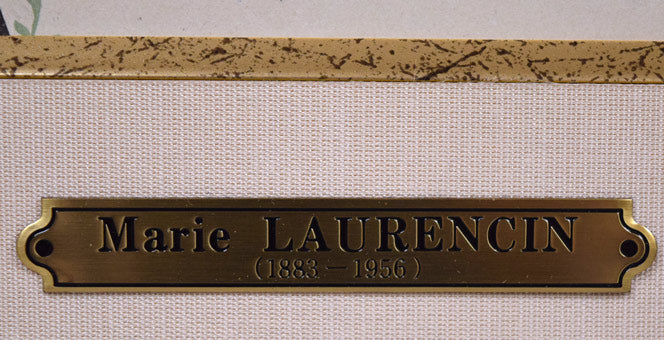 Marie LAURENCIN
(1883 — 1956)